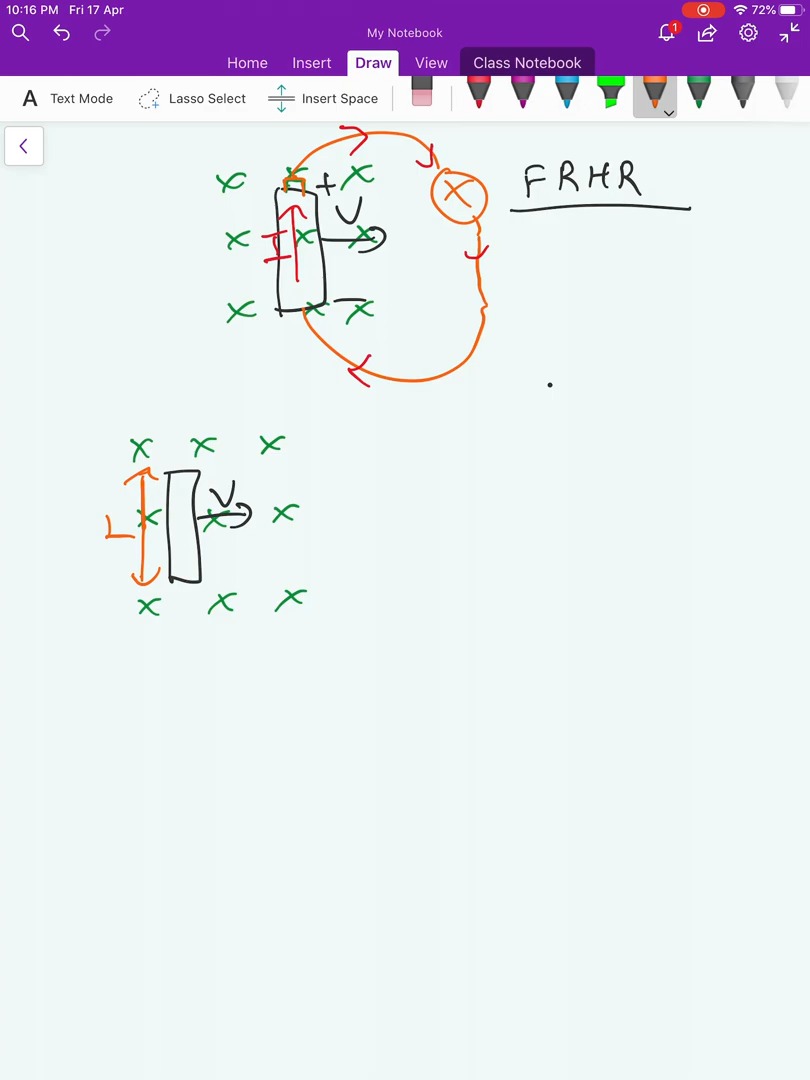 10:16 PM Fri 17 Apr
72%
My Notebook
1
Home Insert Draw View Class Notebook
A Text Mode Lasso Select Insert Space
x x + x
FRHR
x I x V x
x x − x
x x x
L x V x x
x x x